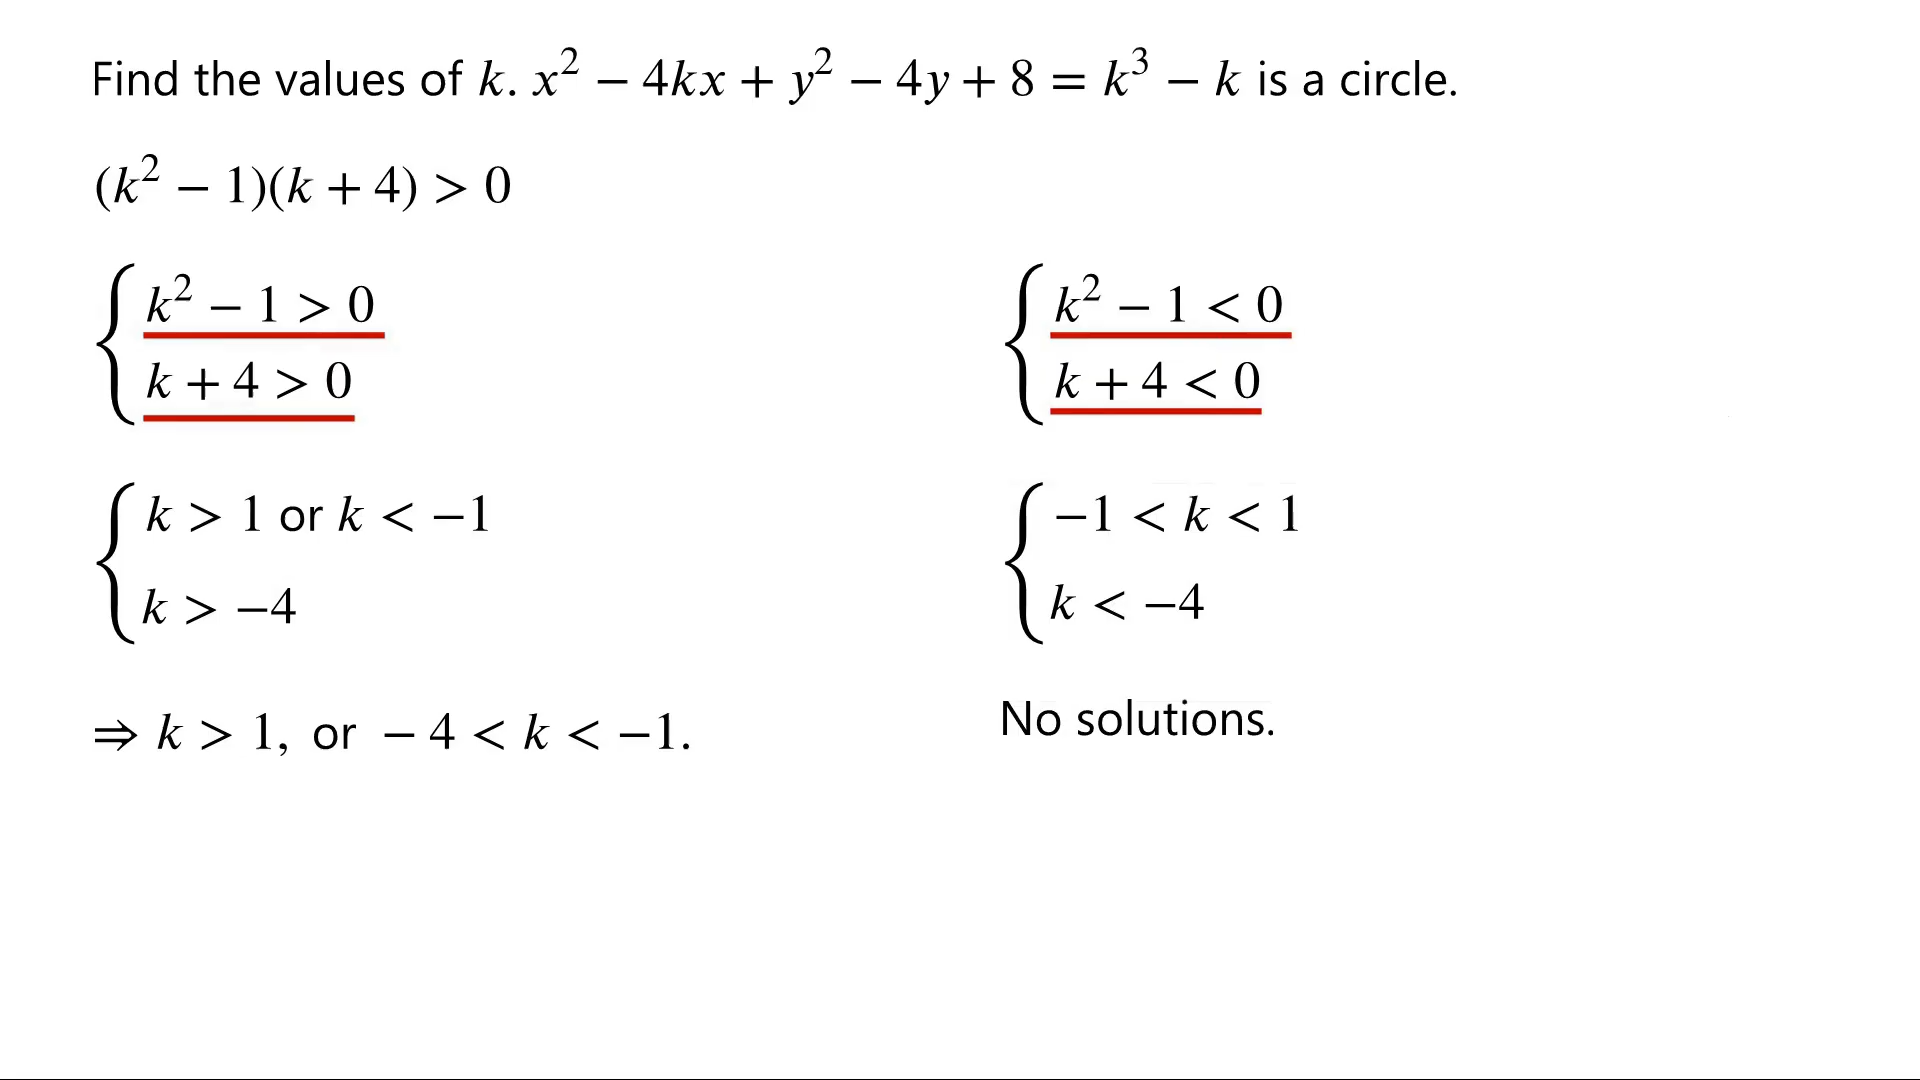 Find the values of k. x² − 4kx + y² − 4y + 8 = k³ − k is a circle.
(k² − 1)(k + 4) > 0
k² − 1 > 0
k + 4 > 0
k > 1 or k < −1
k > −4
⇒ k > 1, or − 4 < k < −1.
k² − 1 < 0
k + 4 < 0
−1 < k < 1
k < −4
No solutions.